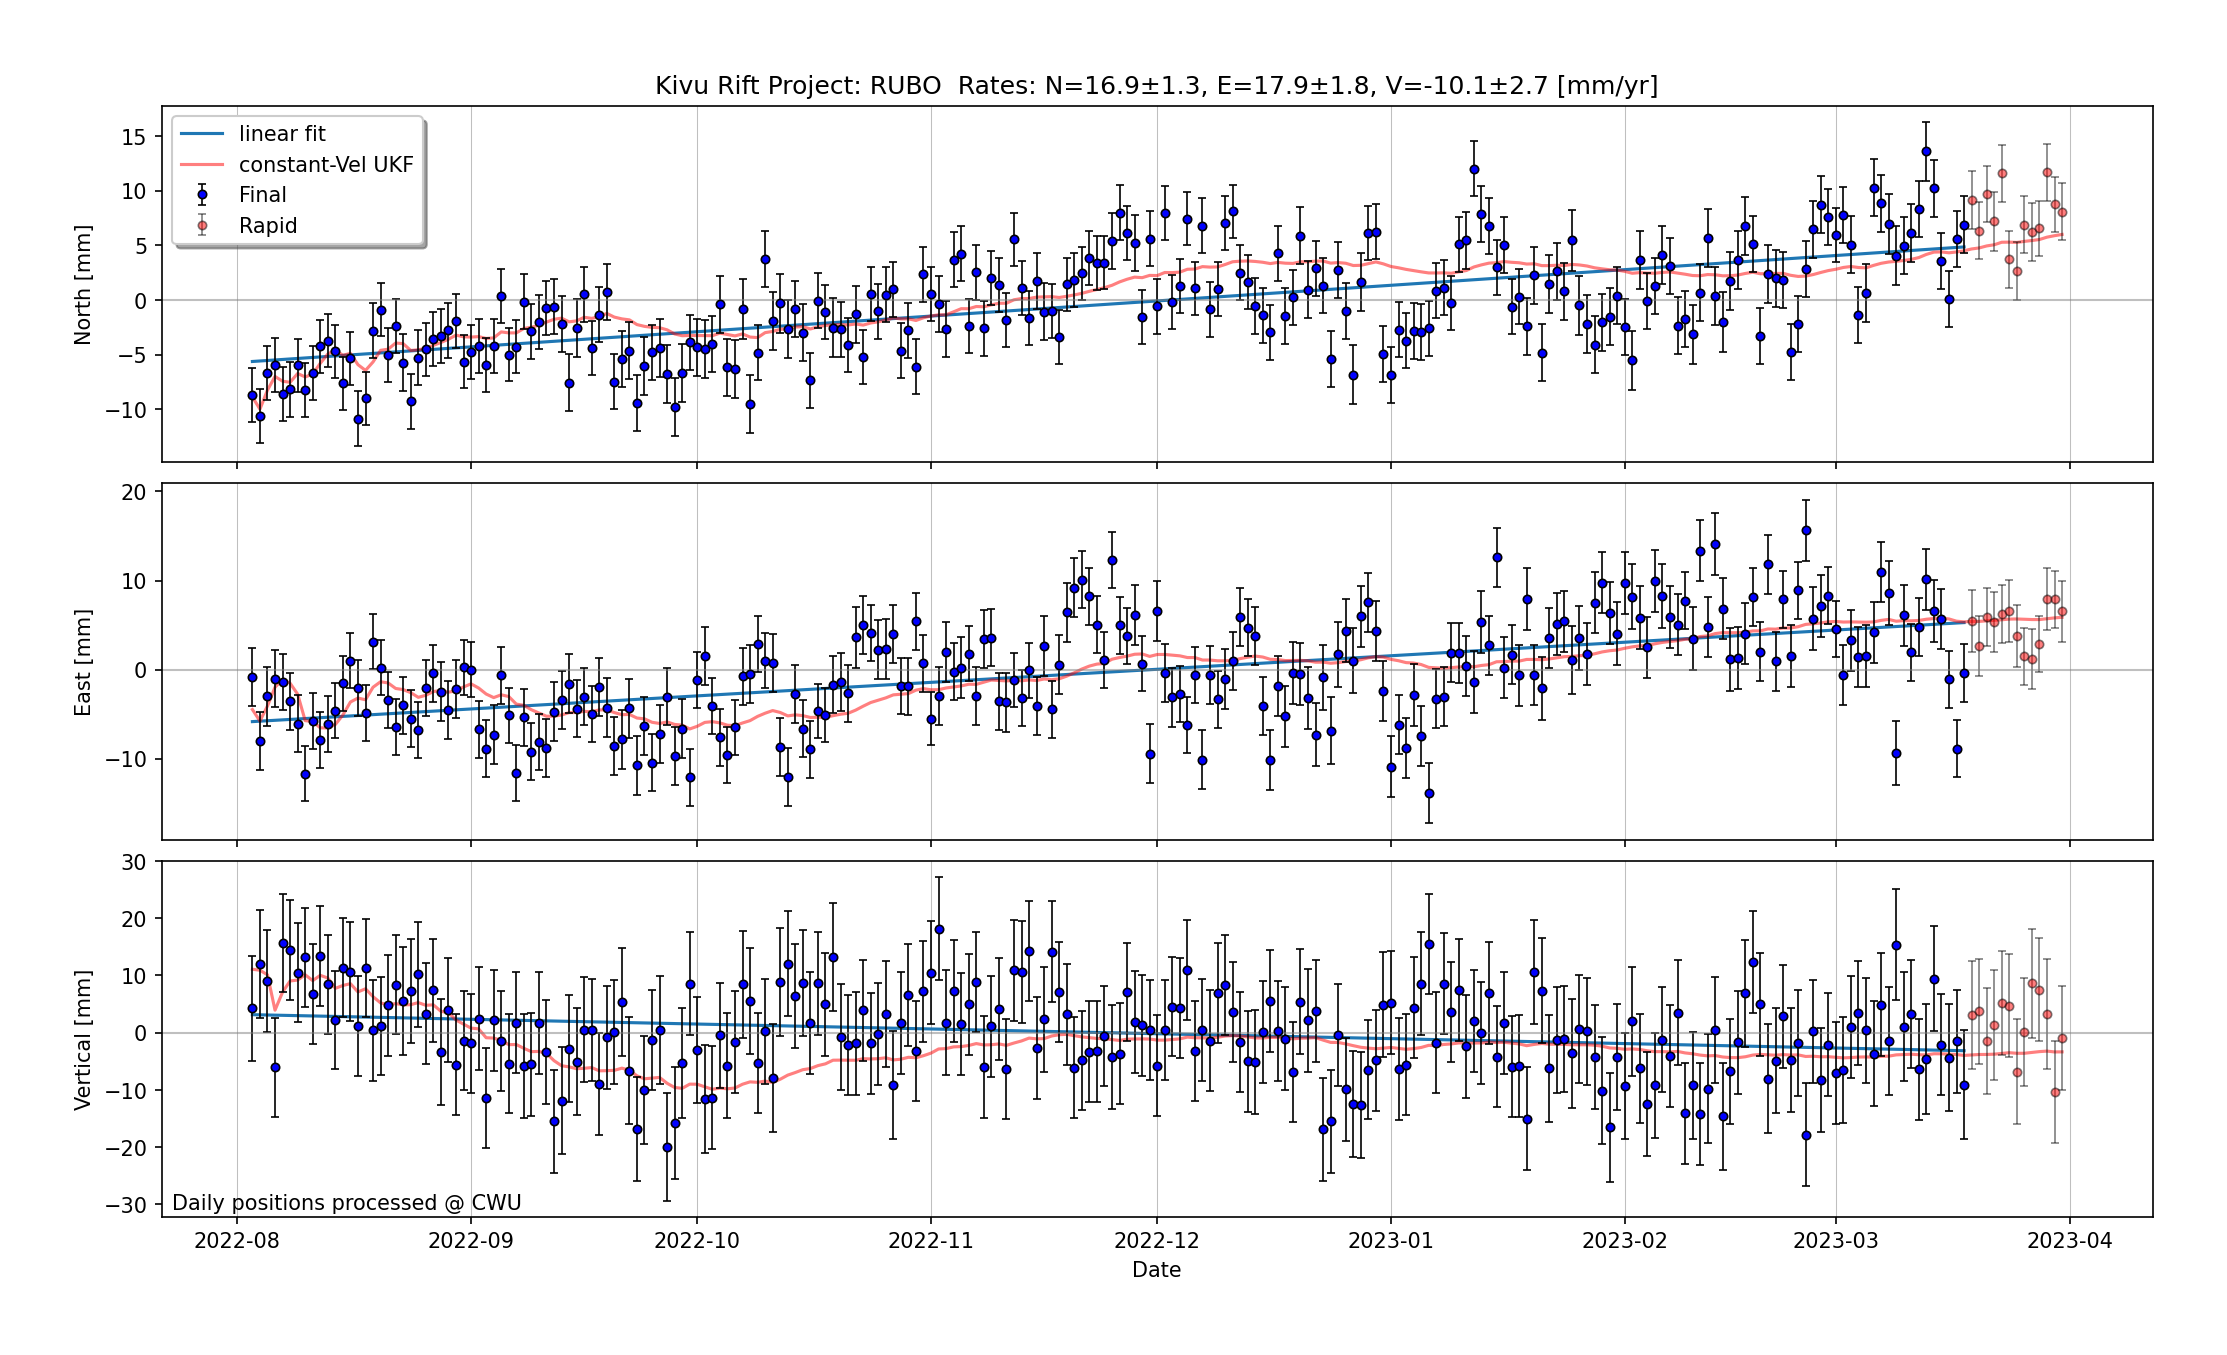 Kivu Rift Project: RUBO  Rates: N=16.9±1.3, E=17.9±1.8, V=-10.1±2.7 [mm/yr]
linear fit
constant-Vel UKF
Final
Rapid
North [mm]
15
10
5
0
−5
−10
East [mm]
20
10
0
−10
Vertical [mm]
30
20
10
0
−10
−20
−30
Daily positions processed @ CWU
2022-08 2022-09 2022-10 2022-11 2022-12 2023-01 2023-02 2023-03 2023-04
Date